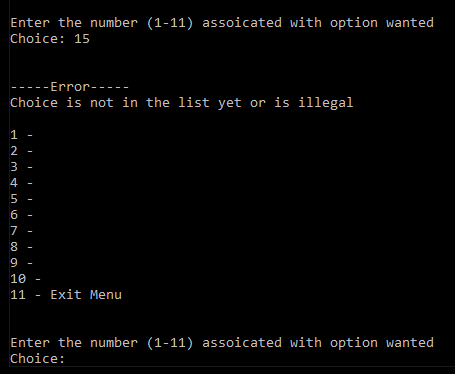 Enter the number (1-11) assoicated with option wanted
Choice: 15
-----Error-----
Choice is not in the list yet or is illegal
1 -
2 -
3 -
4 -
5 -
6 -
7 -
8 -
9 -
10 -
11 - Exit Menu
Enter the number (1-11) assoicated with option wanted
Choice: